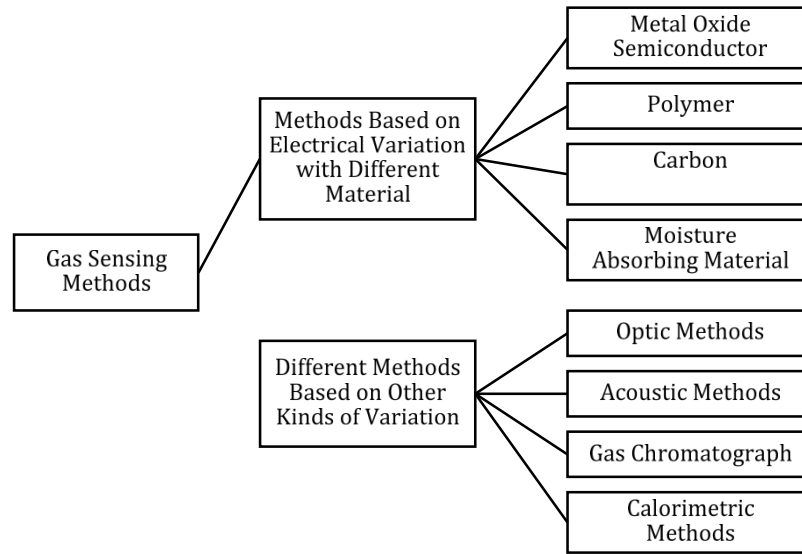 Gas Sensing
Methods
Methods Based on
Electrical Variation
with Different
Material
Metal Oxide
Semiconductor
Polymer
Carbon
Moisture
Absorbing Material
Different Methods
Based on Other
Kinds of Variation
Optic Methods
Acoustic Methods
Gas Chromatograph
Calorimetric
Methods